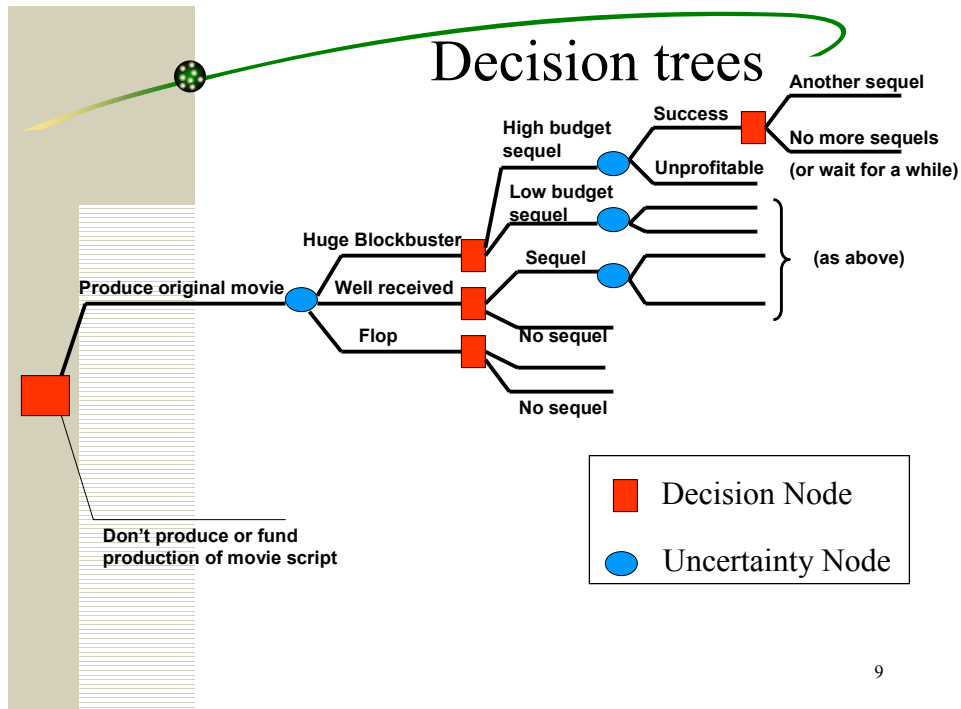 Decision trees
Another sequel
Success
No more sequels
(or wait for a while)
High budget
sequel
Unprofitable
Low budget
sequel
Huge Blockbuster
Sequel
(as above)
Produce original movie
Well received
No sequel
Flop
No sequel
Don't produce or fund
production of movie script
Decision Node
Uncertainty Node
9